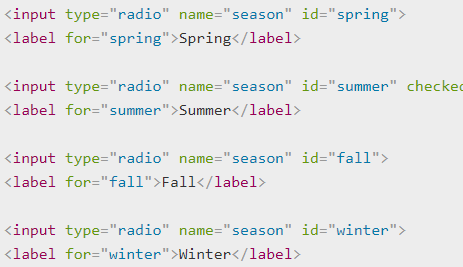 <input type="radio" name="season" id="spring">
<label for="spring">Spring</label>
<input type="radio" name="season" id="summer" checked
<label for="summer">Summer</label>
<input type="radio" name="season" id="fall">
<label for="fall">Fall</label>
<input type="radio" name="season" id="winter">
<label for="winter">Winter</label>